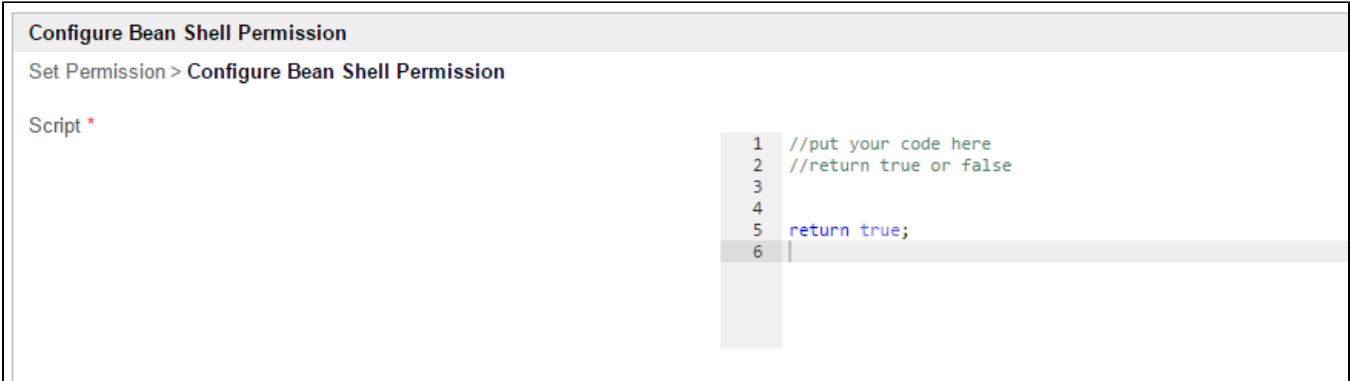 Configure Bean Shell Permission
Set Permission > Configure Bean Shell Permission
Script *
1 //put your code here
2 //return true or false
3
4
5 return true;
6